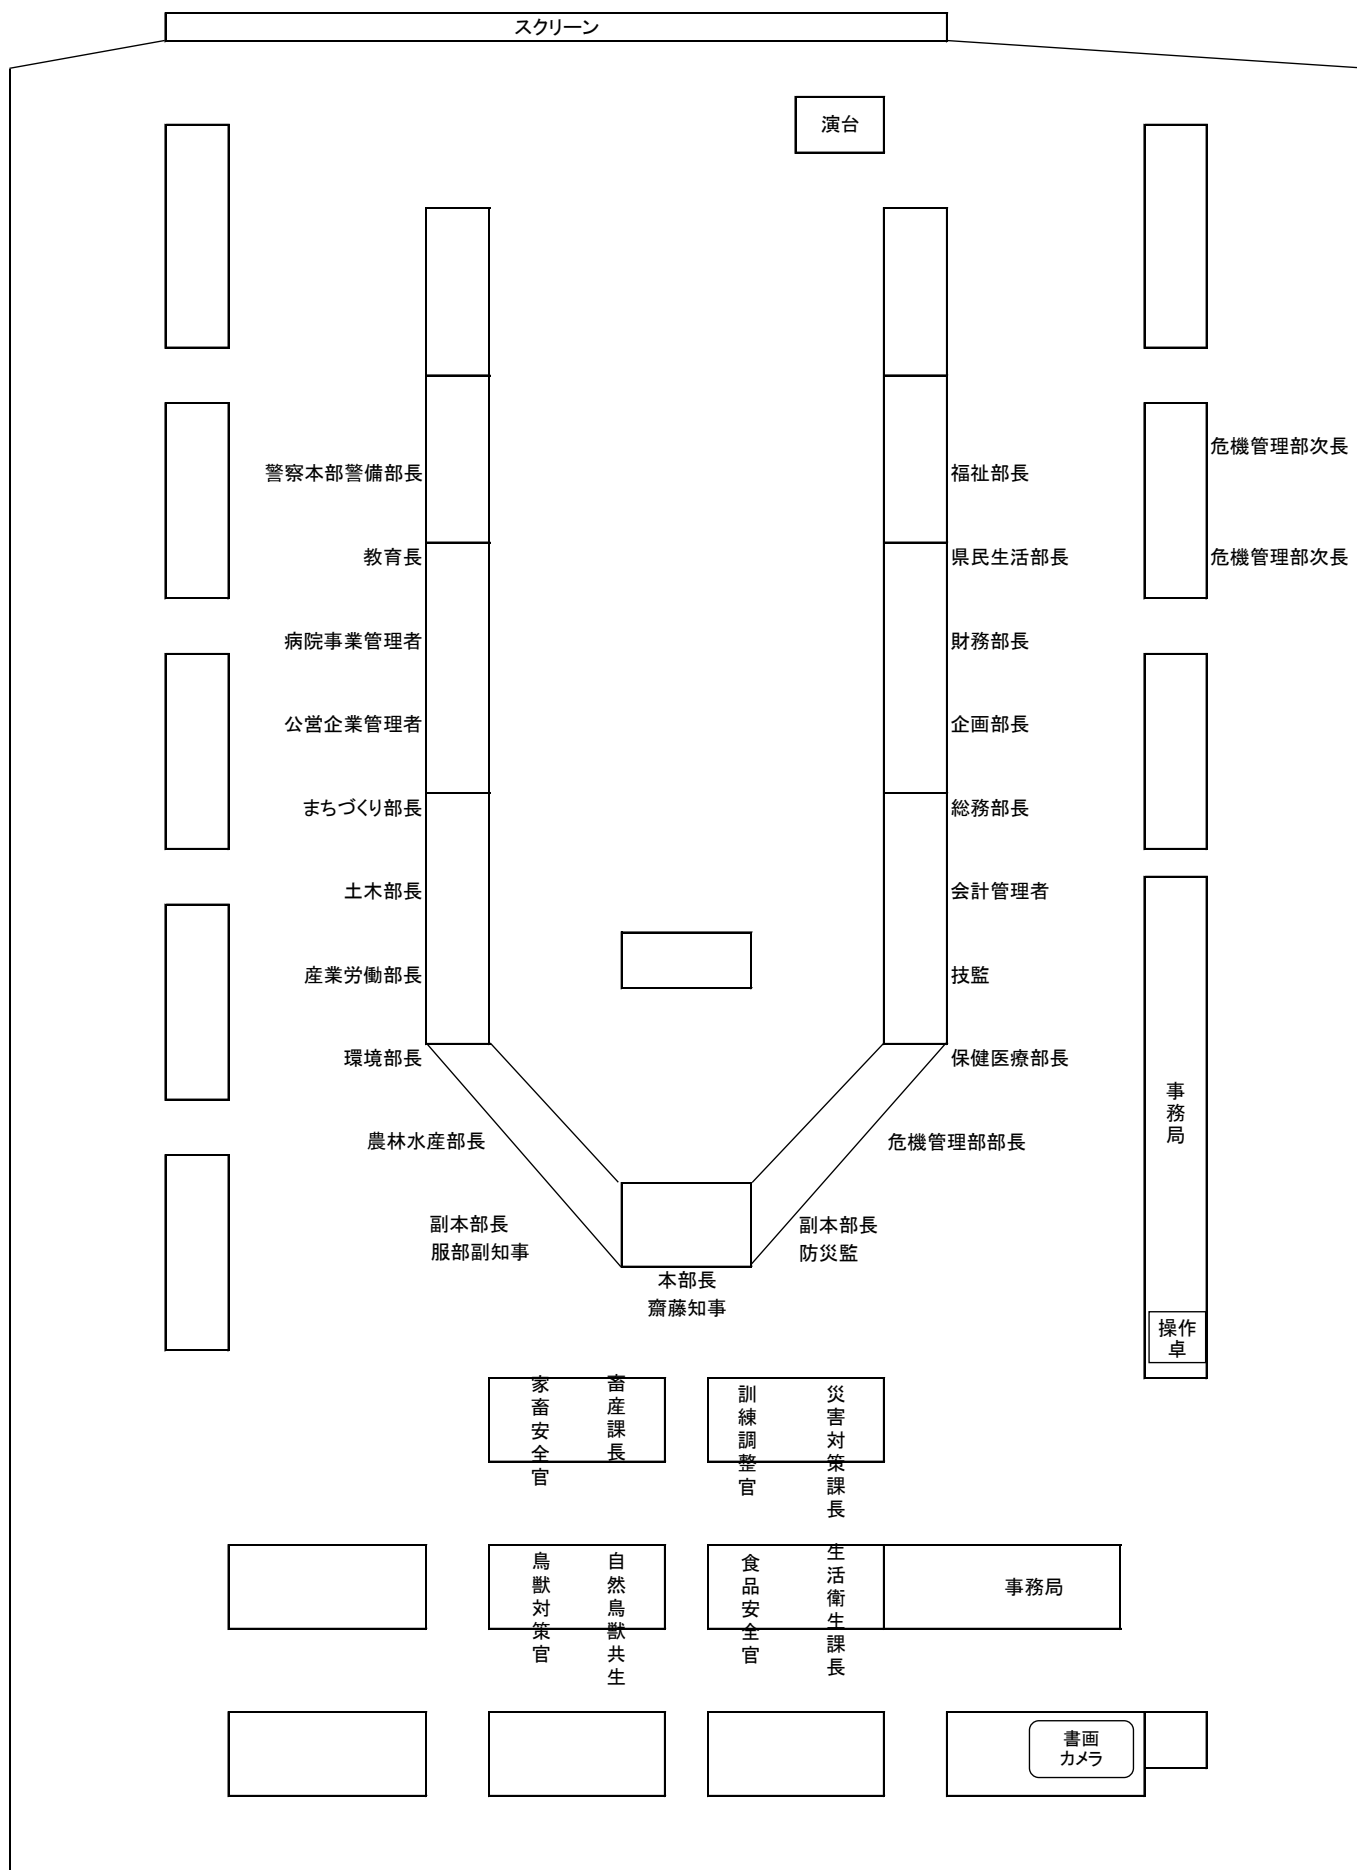 スクリーン
演台
危機管理部次長
警察本部警備部長
福祉部長
教育長
県民生活部長
危機管理部次長
病院事業管理者
財務部長
公営企業管理者
企画部長
まちづくり部長
総務部長
土木部長
会計管理者
産業労働部長
技監
環境部長
保健医療部長
事務局
農林水産部長
危機管理部部長
副本部長
服部副知事
副本部長
防災監
本部長
齋藤知事
操作
卓
家畜安全官
畜産課長
訓練調整官
災害対策課長
鳥獣対策官
自然鳥獣共生
食品安全官
生活衛生課長
事務局
書画
カメラ